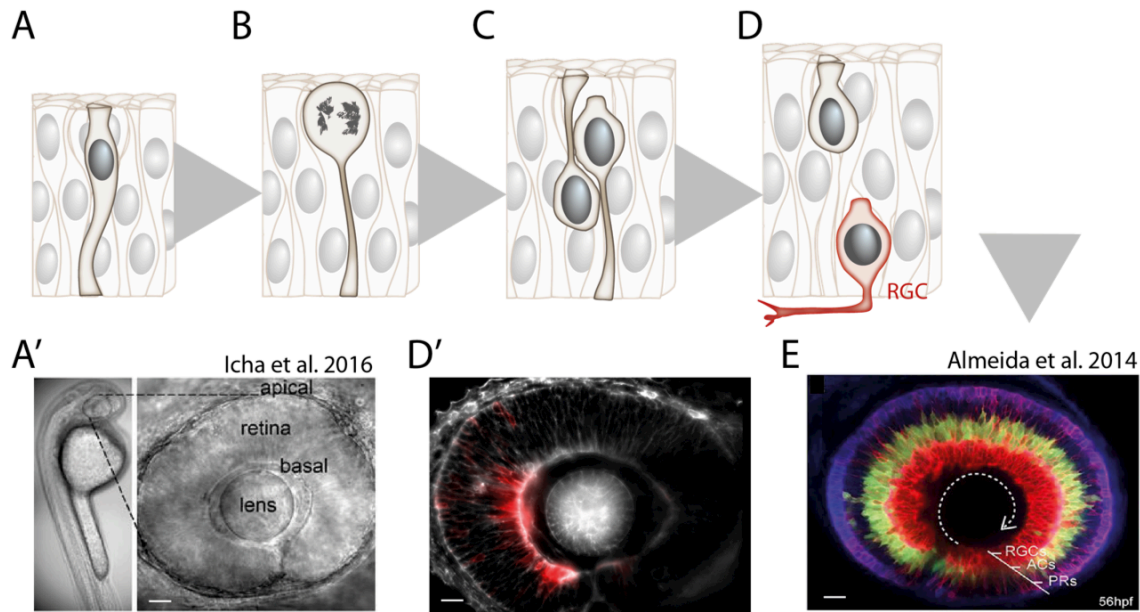 A
B
C
D
RGC
A’
Icha et al. 2016
D’
E
Almeida et al. 2014
apical
retina
basal
lens
RGCs
ACs
PRs
56hpf